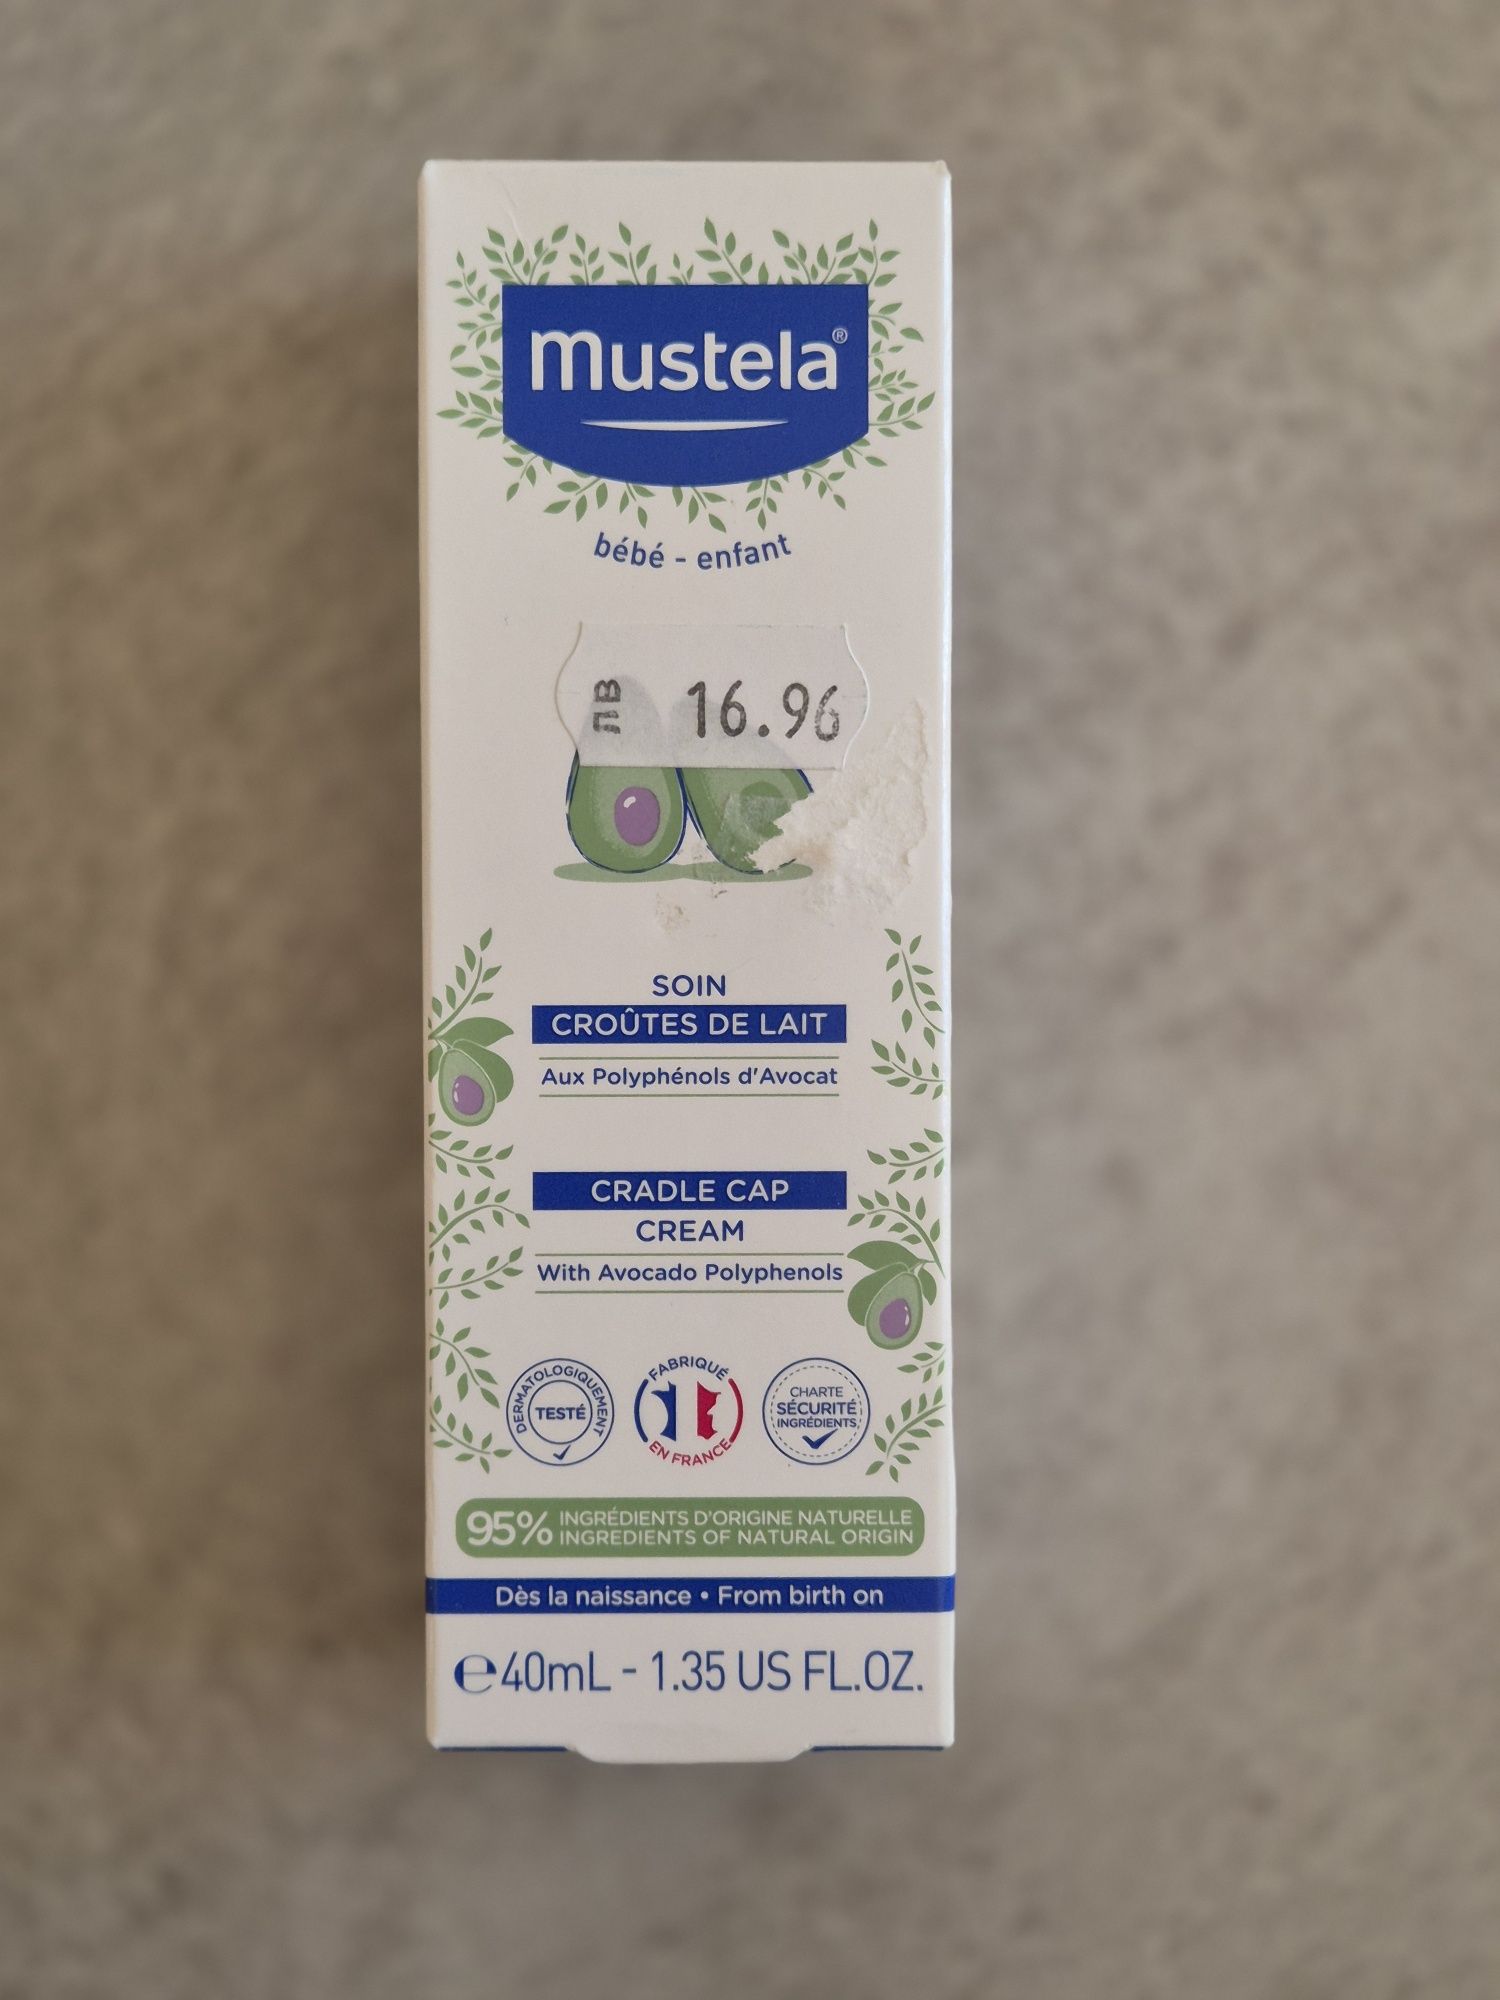 mustela®
bébé - enfant
лв 16.96
SOIN
CROÛTES DE LAIT
Aux Polyphénols d'Avocat
CRADLE CAP
CREAM
With Avocado Polyphenols
DERMATOLOGIQUEMENT
TESTÉ
FABRIQUÉ
EN FRANCE
CHARTE
SÉCURITÉ
INGRÉDIENTS
95% INGRÉDIENTS D'ORIGINE NATURELLE
INGREDIENTS OF NATURAL ORIGIN
Dès la naissance • From birth on
℮40mL - 1.35 US FL.OZ.